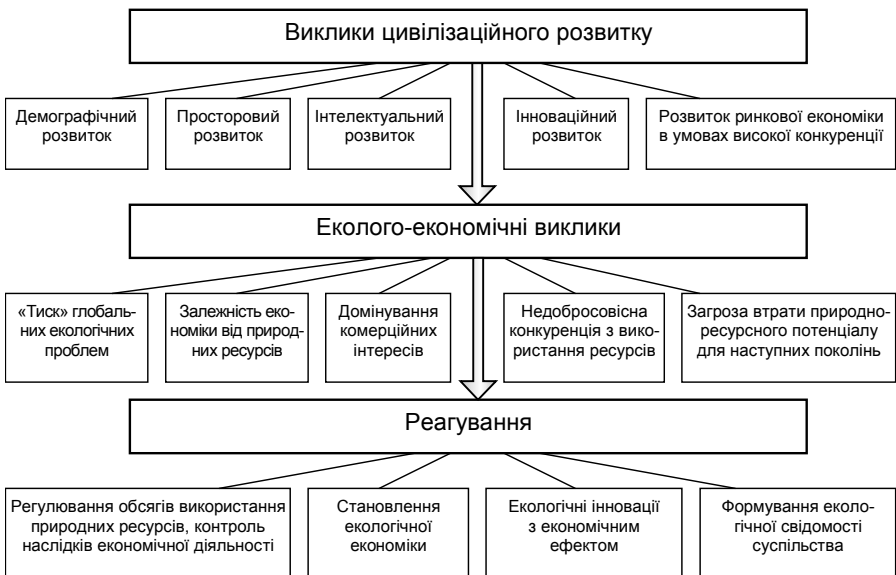 Виклики цивілізаційного розвитку
Демографічний
розвиток
Просторовий
розвиток
Інтелектуальний
розвиток
Інноваційний
розвиток
Розвиток ринкової економіки
в умовах високої конкуренції
Еколого-економічні виклики
«Тиск» глобаль-
них екологічних
проблем
Залежність еко-
номіки від природ-
них ресурсів
Домінування
комерційних
інтересів
Недобросовісна
конкуренція з вико-
ристання ресурсів
Загроза втрати природно-
ресурсного потенціалу
для наступних поколінь
Реагування
Регулювання обсягів використання
природних ресурсів, контроль
наслідків економічної діяльності
Становлення
екологічної
економіки
Екологічні інновації
з економічним
ефектом
Формування еколо-
гічної свідомості
суспільства